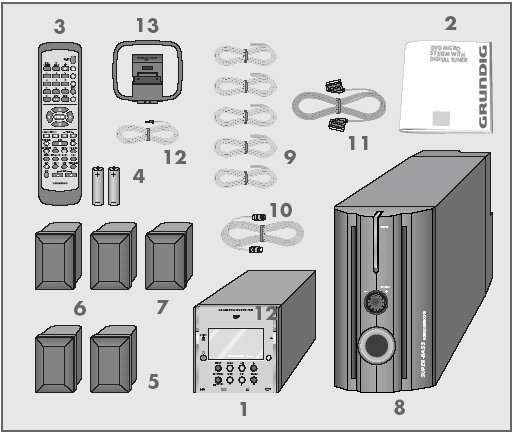 3
13
2
DVD MICRO
SYSTEM WITH
DIGITAL TUNER
GRUNDIG
12
11
4
9
10
6
7
12
5
1
8
SUPER-BASS